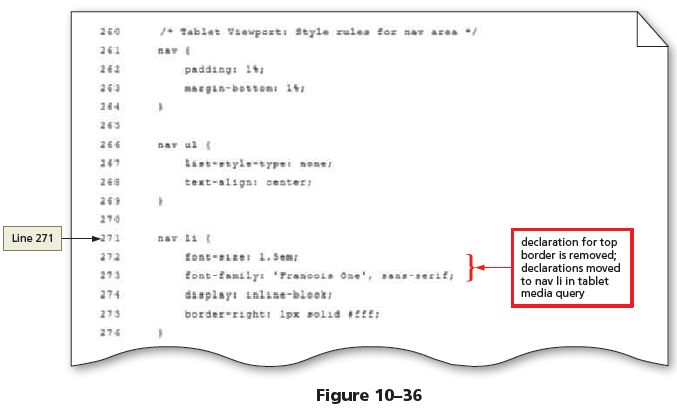 260 /* Tablet Viewport: Style rules for nav area */
261 nav {
262 padding: 1%;
263 margin-bottom: 1%;
264 }
265
266 nav ul {
267 list-style-type: none;
268 text-align: center;
269 }
270
Line 271
271 nav li {
272 font-size: 1.5em;
273 font-family: 'Francois One', sans-serif;
274 display: inline-block;
275 border-right: 1px solid #fff;
276 }
declaration for top
border is removed;
declarations moved
to nav li in tablet
media query
Figure 10–36